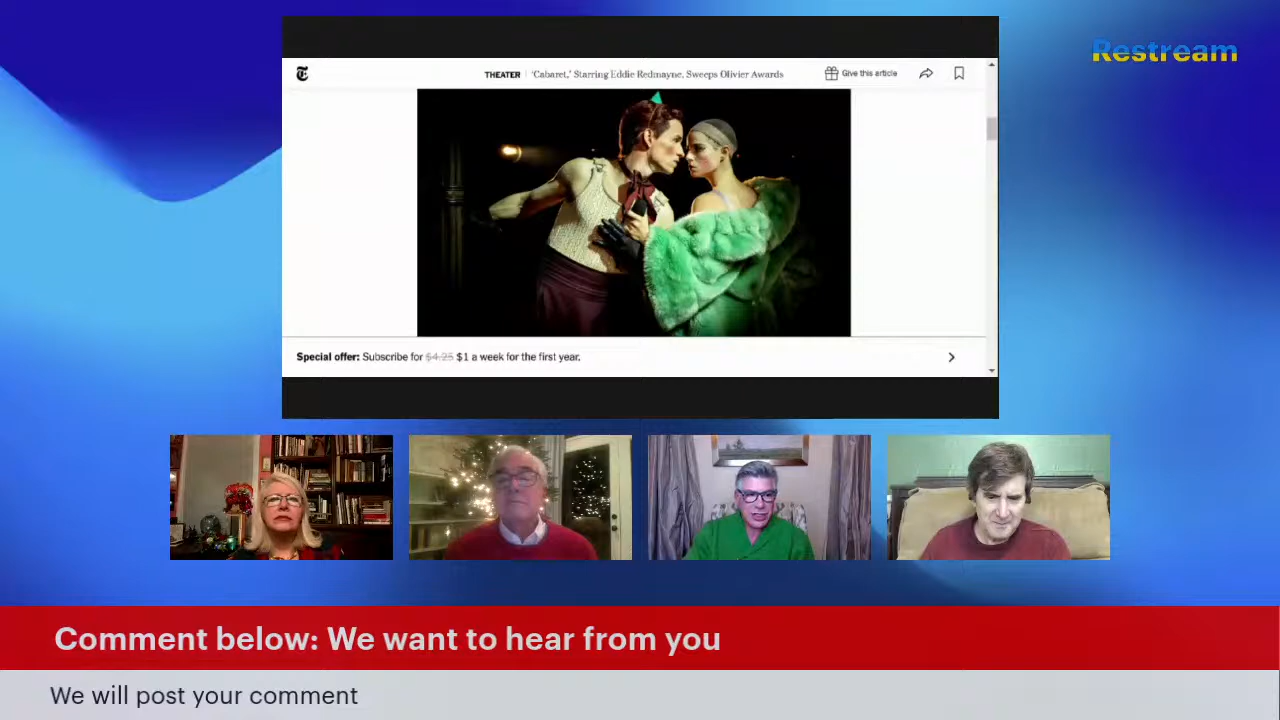 Restream
THEATER | 'Cabaret,' Starring Eddie Redmayne, Sweeps Olivier Awards
Give this article
Special offer: Subscribe for $4.25 $1 a week for the first year.
Comment below: We want to hear from you
We will post your comment